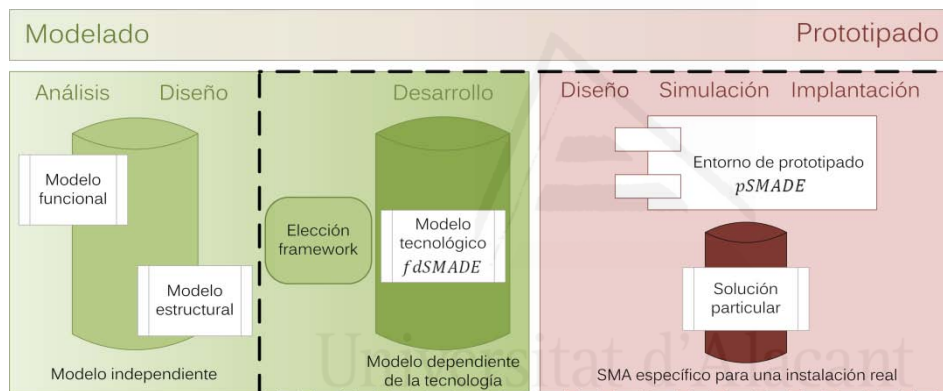 Modelado
Prototipado
Análisis
Diseño
Desarrollo
Diseño
Simulación
Implantación
Modelo
funcional
Modelo
estructural
Modelo independiente
Elección
framework
Modelo
tecnológico
fdSMADE
Modelo dependiente
de la tecnología
Entorno de prototipado
pSMADE
Solución
particular
SMA específico para una instalación real
Universitat d'Alacant